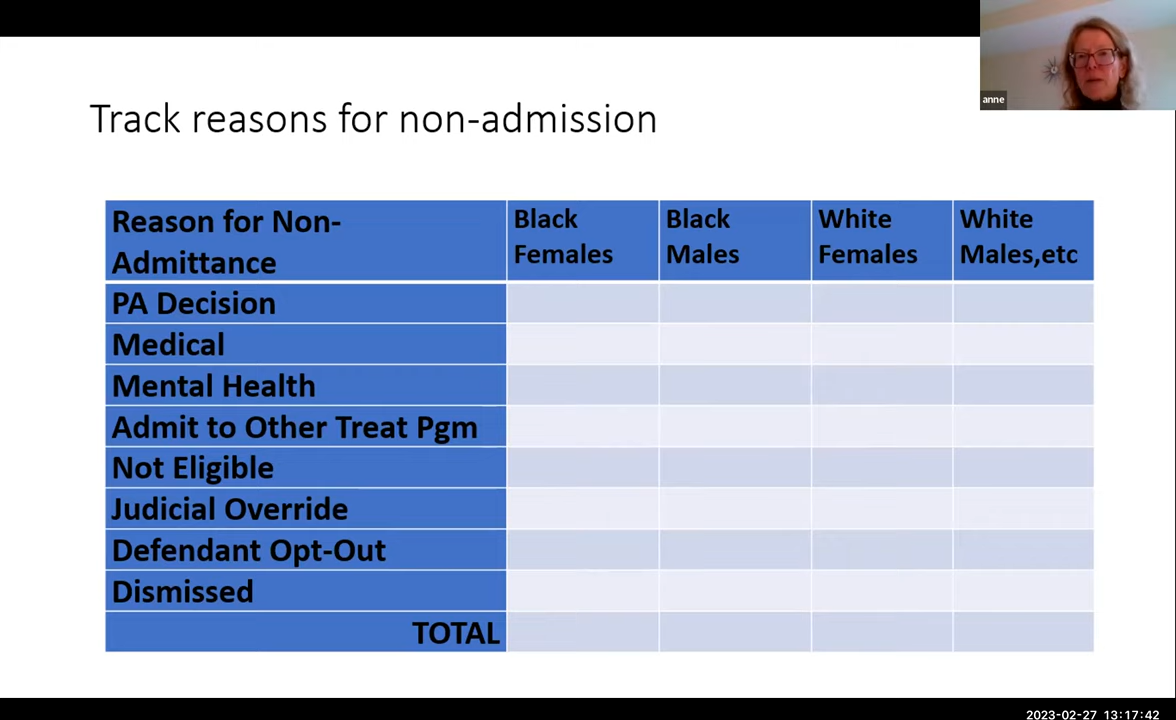 anne
Track reasons for non-admission
Reason for Non-
Admittance
Black
Females
Black
Males
White
Females
White
Males,etc
PA Decision
Medical
Mental Health
Admit to Other Treat Pgm
Not Eligible
Judicial Override
Defendant Opt-Out
Dismissed
TOTAL
2023-02-27 13:17:42